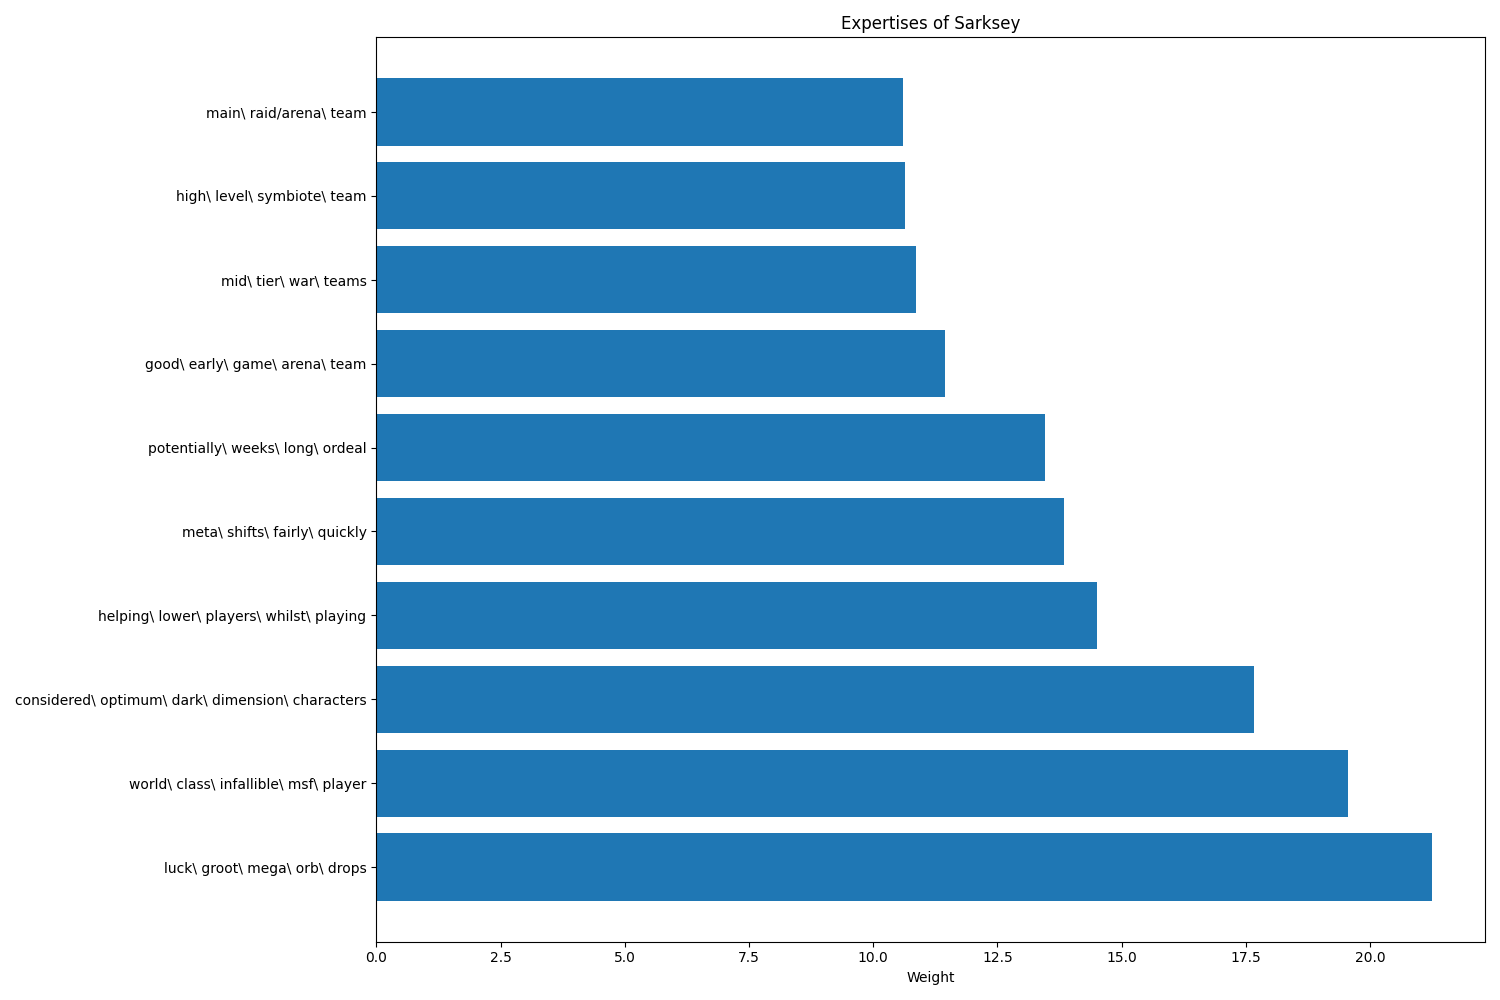 Expertises of Sarksey
main\ raid/arena\ team
high\ level\ symbiote\ team
mid\ tier\ war\ teams
good\ early\ game\ arena\ team
potentially\ weeks\ long\ ordeal
meta\ shifts\ fairly\ quickly
helping\ lower\ players\ whilst\ playing
considered\ optimum\ dark\ dimension\ characters
world\ class\ infallible\ msf\ player
luck\ groot\ mega\ orb\ drops
0.0 2.5 5.0 7.5 10.0 12.5 15.0 17.5 20.0
Weight